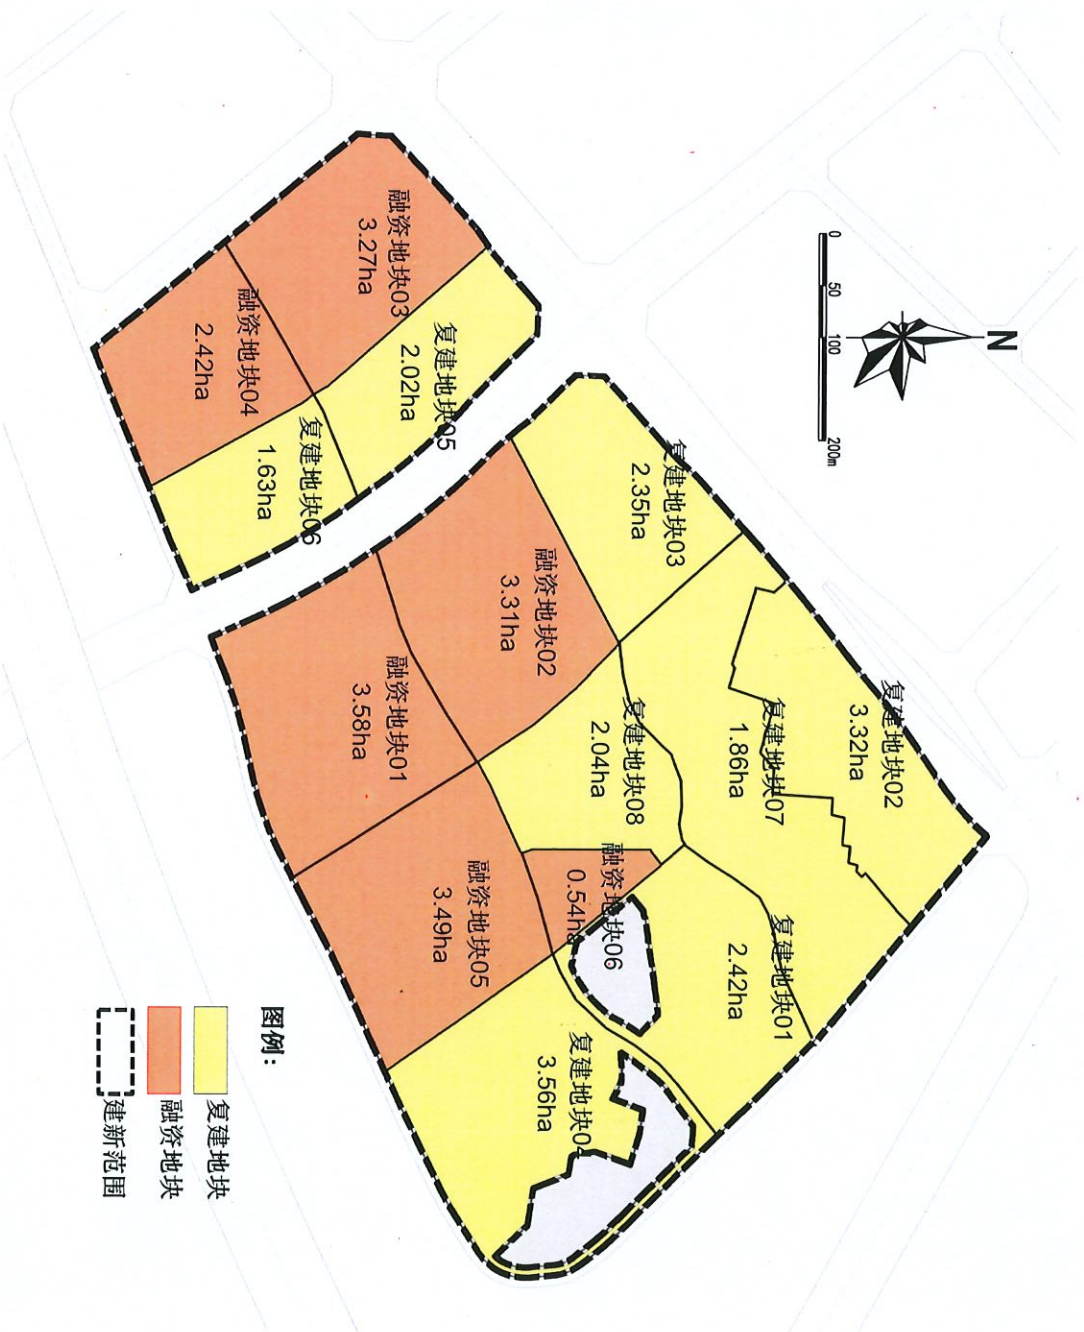 N
0 50 100 200m
复建地块02
3.32ha
复建地块07
1.86ha
复建地块01
2.42ha
复建地块03
2.35ha
复建地块08
2.04ha
融资地块06
0.54ha
复建地块04
3.56ha
融资地块02
3.31ha
融资地块05
3.49ha
复建地块05
2.02ha
融资地块03
3.27ha
融资地块01
3.58ha
复建地块06
1.63ha
融资地块04
2.42ha
图例：
复建地块
融资地块
建新范围